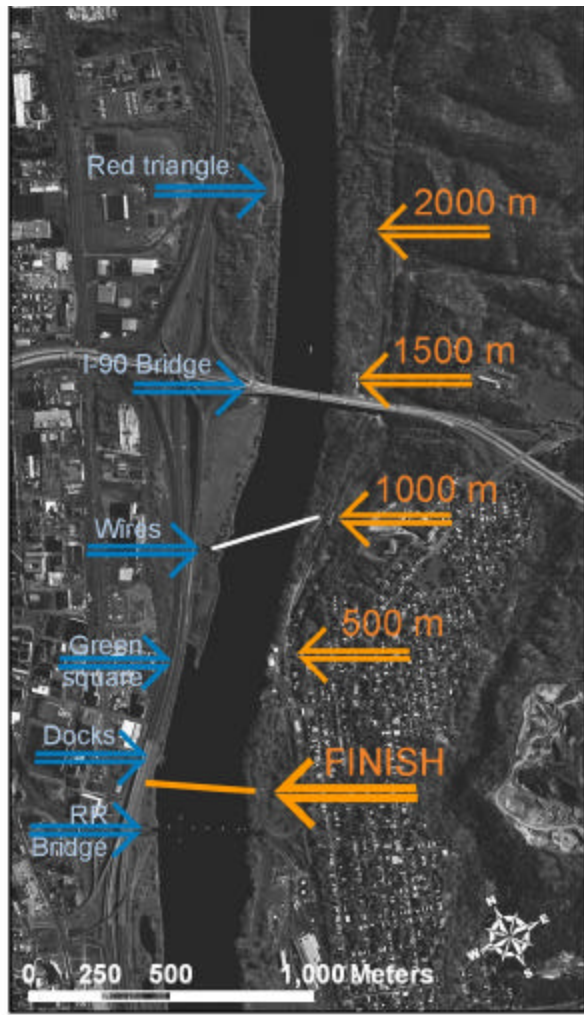 Red triangle
2000 m
1500 m
I-90 Bridge
1000 m
Wires
500 m
Green
square
Docks
FINISH
RR
Bridge
N
E
W
S
0 250 500 1,000 Meters